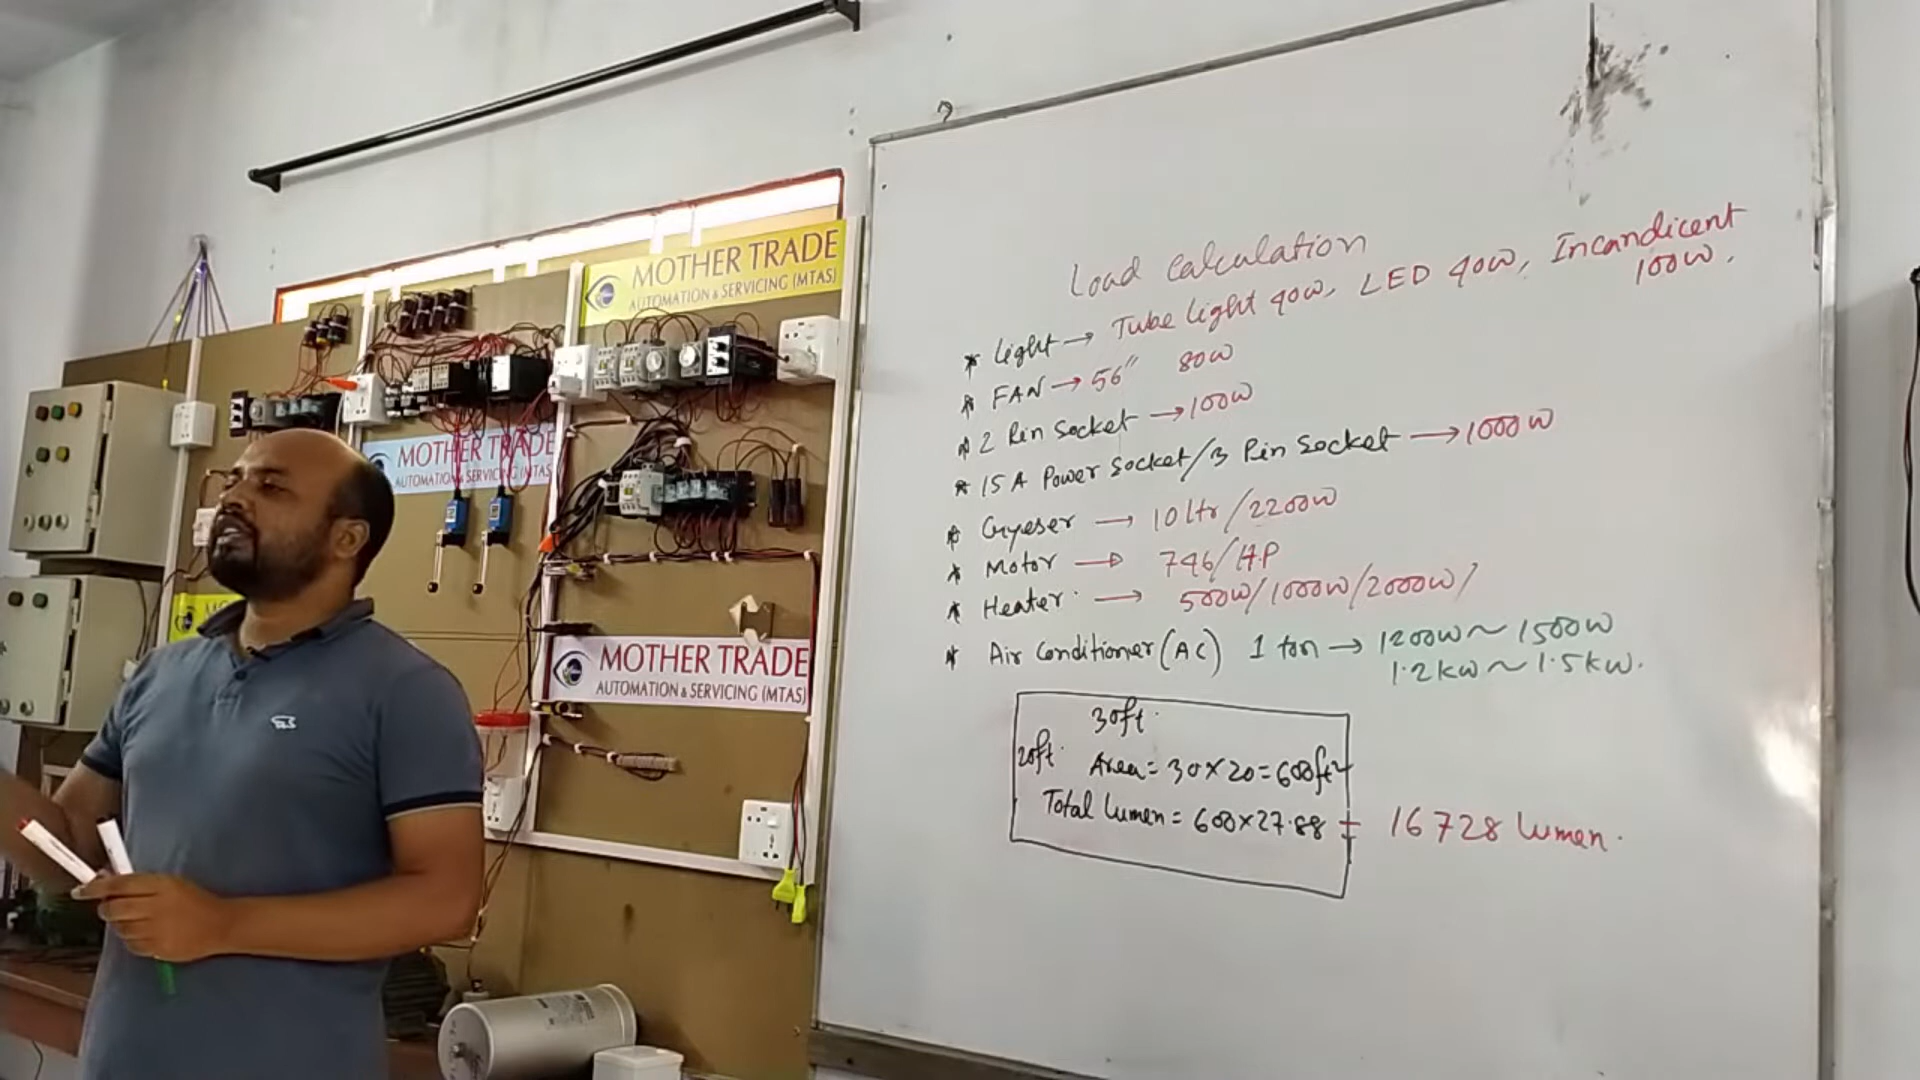 MOTHER TRADE
AUTOMATION & SERVICING (MTAS)
MOTHER TRADE
AUTOMATION & SERVICING (MTAS
MOTHER TRADE
AUTOMATION & SERVICING (MTAS)
MO
Load calculation
* light → Tube light 40w, LED 40w, Incandicent
100w.
* FAN → 56" 80w
* 2 Pin Socket → 100w
* 15 A Power Socket/3 Pin Socket → 1000w
* Gyeser → 10 ltr/2200w
* Motor → 746/H.P
* Heater → 500w/1000w/2000w/
* Air Conditioner (AC) 1 ton → 1200w ~ 1500w
1.2kw ~ 1.5kw.
30ft
20ft
Area = 30×20=600ft²
Total Lumen = 600×27.88 = 16728 lumen.